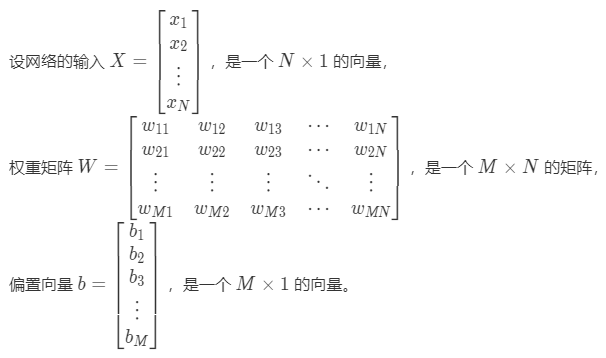 设网络的输入 $X = \begin{bmatrix} x_1 \\ x_2 \\ \vdots \\ x_N \end{bmatrix}$ ，是一个 $N \times 1$ 的向量，
权重矩阵 $W = \begin{bmatrix} w_{11} & w_{12} & w_{13} & \cdots & w_{1N} \\ w_{21} & w_{22} & w_{23} & \cdots & w_{2N} \\ \vdots & \vdots & \vdots & \ddots & \vdots \\ w_{M1} & w_{M2} & w_{M3} & \cdots & w_{MN} \end{bmatrix}$ ，是一个 $M \times N$ 的矩阵，
偏置向量 $b = \begin{bmatrix} b_1 \\ b_2 \\ b_3 \\ \vdots \\ b_M \end{bmatrix}$ ，是一个 $M \times 1$ 的向量。